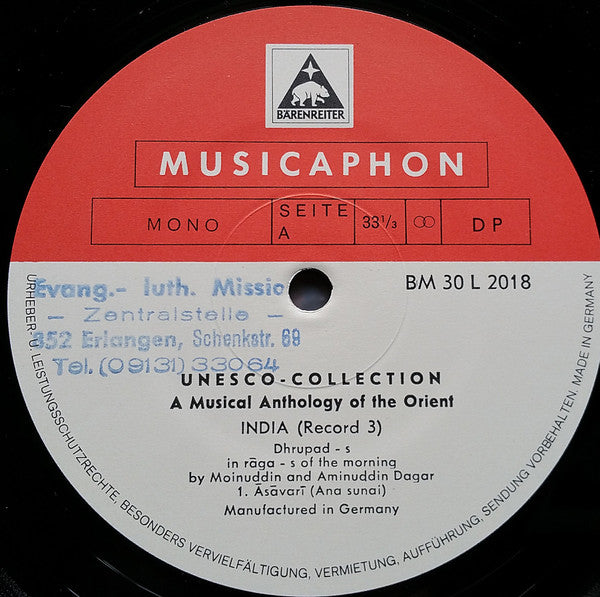 BÄRENREITER
MUSICAPHON
MONO
SEITE
A
33 1/3
DP
BM 30 L 2018
Evang.- luth. Missio
- Zentralstelle -
852 Erlangen, Schenkstr. 69
Tel. (09131) 33064
UNESCO-COLLECTION
A Musical Anthology of the Orient
INDIA (Record 3)
Dhrupad - s
in rāga - s of the morning
by Moinuddin and Aminuddin Dagar
1. Āsāvarī (Ana sunai)
Manufactured in Germany
URHEBER- U. LEISTUNGSSCHUTZRECHTE, BESONDERS VERVIELFÄLTIGUNG, VERMIETUNG, AUFFÜHRUNG, SENDUNG VORBEHALTEN. MADE IN GERMANY